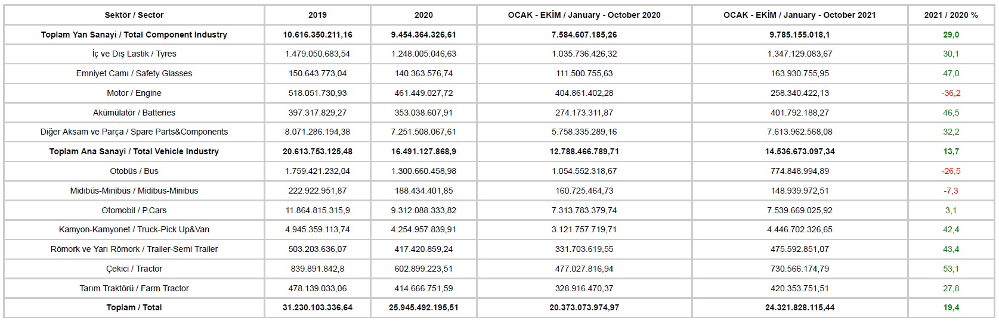 Sektör / Sector 2019 2020 OCAK - EKİM / January - October 2020 OCAK - EKİM / January - October 2021 2021 / 2020 %
Toplam Yan Sanayi / Total Component Industry 10.616.350.211,16 9.454.364.326,61 7.584.607.185,26 9.785.155.018,1 29,0
İç ve Dış Lastik / Tyres 1.479.050.683,54 1.248.005.046,63 1.035.736.426,32 1.347.129.083,67 30,1
Emniyet Camı / Safety Glasses 150.643.773,04 140.363.576,74 111.500.755,63 163.930.755,95 47,0
Motor / Engine 518.051.730,93 461.449.027,72 404.861.402,28 258.340.422,13 -36,2
Akümülatör / Batteries 397.317.829,27 353.038.607,91 274.173.311,87 401.792.188,27 46,5
Diğer Aksam ve Parça / Spare Parts&Components 8.071.286.194,38 7.251.508.067,61 5.758.335.289,16 7.613.962.568,08 32,2
Toplam Ana Sanayi / Total Vehicle Industry 20.613.753.125,48 16.491.127.868,9 12.788.466.789,71 14.536.673.097,34 13,7
Otobüs / Bus 1.759.421.232,04 1.300.660.458,98 1.054.552.318,67 774.848.994,89 -26,5
Midibüs-Minibüs / Midibus-Minibus 222.922.951,87 188.434.401,85 160.725.464,73 148.939.972,51 -7,3
Otomobil / P.Cars 11.864.815.315,9 9.312.088.333,82 7.313.783.379,74 7.539.669.025,92 3,1
Kamyon-Kamyonet / Truck-Pick Up&Van 4.945.359.113,74 4.254.957.839,91 3.121.757.719,71 4.446.702.326,65 42,4
Römork ve Yarı Römork / Trailer-Semi Trailer 503.203.636,07 417.420.859,24 331.703.619,55 475.592.851,07 43,4
Çekici / Tractor 839.891.842,8 602.899.223,51 477.027.816,94 730.566.174,79 53,1
Tarım Traktörü / Farm Tractor 478.139.033,06 414.666.751,59 328.916.470,37 420.353.751,51 27,8
Toplam / Total 31.230.103.336,64 25.945.492.195,51 20.373.073.974,97 24.321.828.115,44 19,4